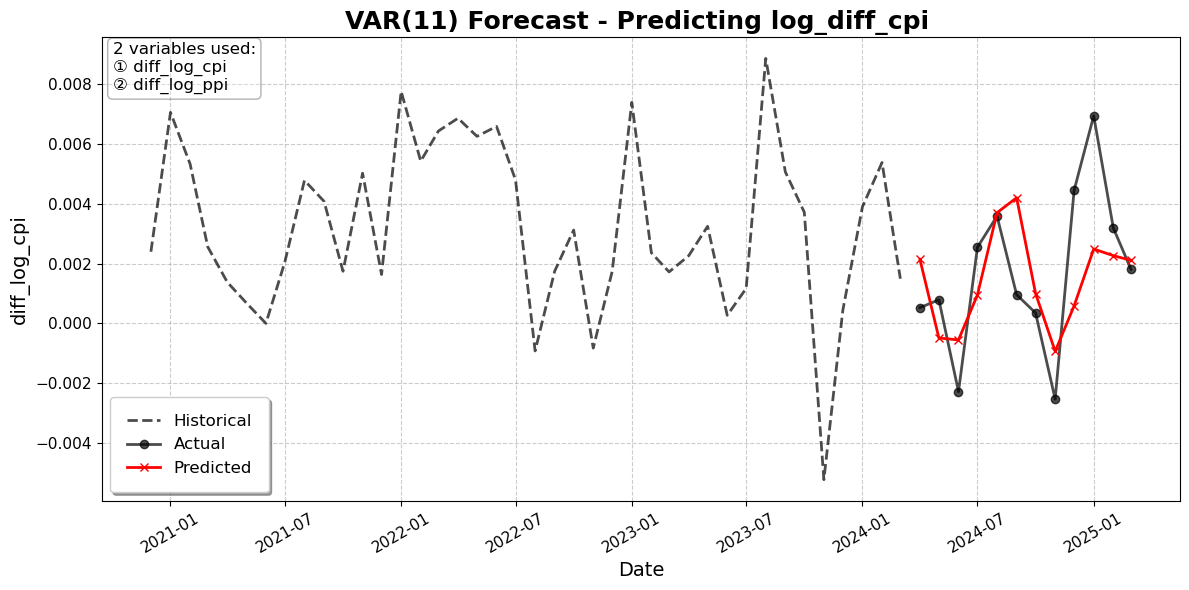 VAR(11) Forecast - Predicting log_diff_cpi
2 variables used:
① diff_log_cpi
② diff_log_ppi
diff_log_cpi
0.008
0.006
0.004
0.002
0.000
−0.002
−0.004
Historical
Actual
Predicted
2021-01
2021-07
2022-01
2022-07
2023-01
2023-07
2024-01
2024-07
2025-01
Date